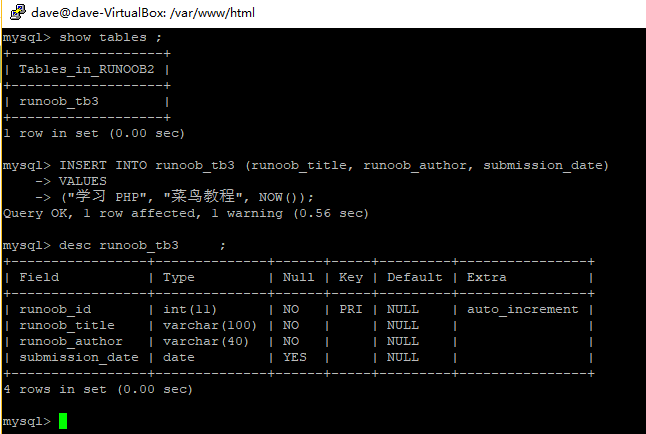 dave@dave-VirtualBox: /var/www/html
mysql> show tables ;
+-------------------+
| Tables_in_RUNOOB2 |
+-------------------+
| runoob_tb3        |
+-------------------+
1 row in set (0.00 sec)
mysql> INSERT INTO runoob_tb3 (runoob_title, runoob_author, submission_date)
    -> VALUES
    -> ("学习 PHP", "菜鸟教程", NOW());
Query OK, 1 row affected, 1 warning (0.56 sec)
mysql> desc runoob_tb3     ;
+-----------------+--------------+------+-----+---------+----------------+
| Field           | Type         | Null | Key | Default | Extra          |
+-----------------+--------------+------+-----+---------+----------------+
| runoob_id       | int(11)      | NO   | PRI | NULL    | auto_increment |
| runoob_title    | varchar(100) | NO   |     | NULL    |                |
| runoob_author   | varchar(40)  | NO   |     | NULL    |                |
| submission_date | date         | YES  |     | NULL    |                |
+-----------------+--------------+------+-----+---------+----------------+
4 rows in set (0.00 sec)
mysql>